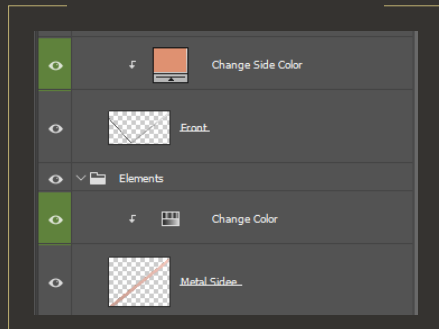 Change Side Color
Front
Elements
Change Color
Metal Sidee